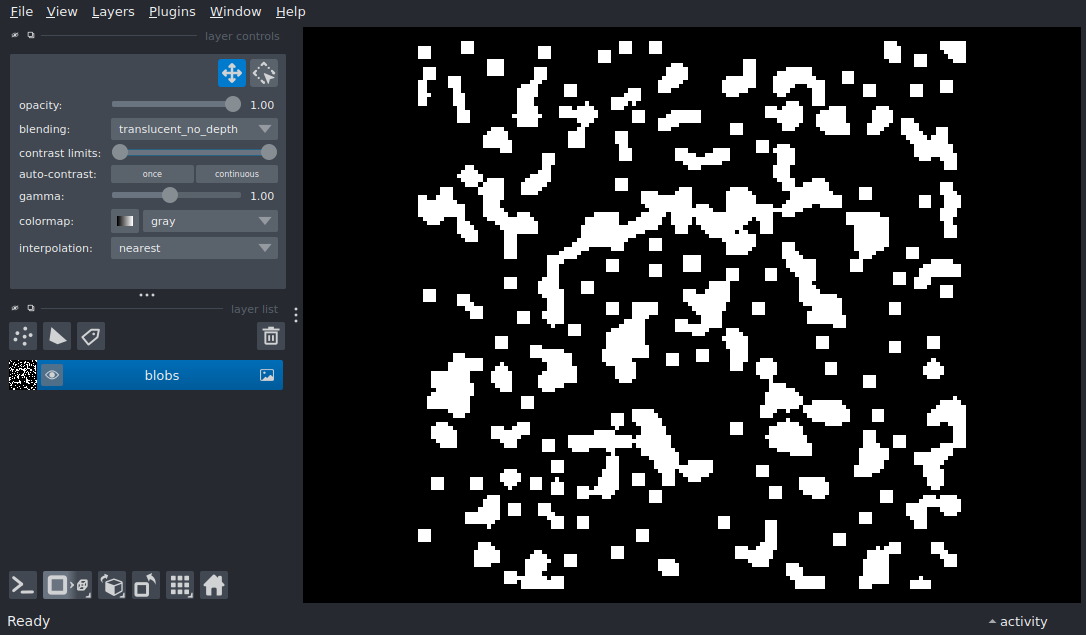 File View Layers Plugins Window Help
layer controls
opacity: 1.00
blending: translucent_no_depth
contrast limits:
auto-contrast: once continuous
gamma: 1.00
colormap: gray
interpolation: nearest
layer list
blobs
Ready activity